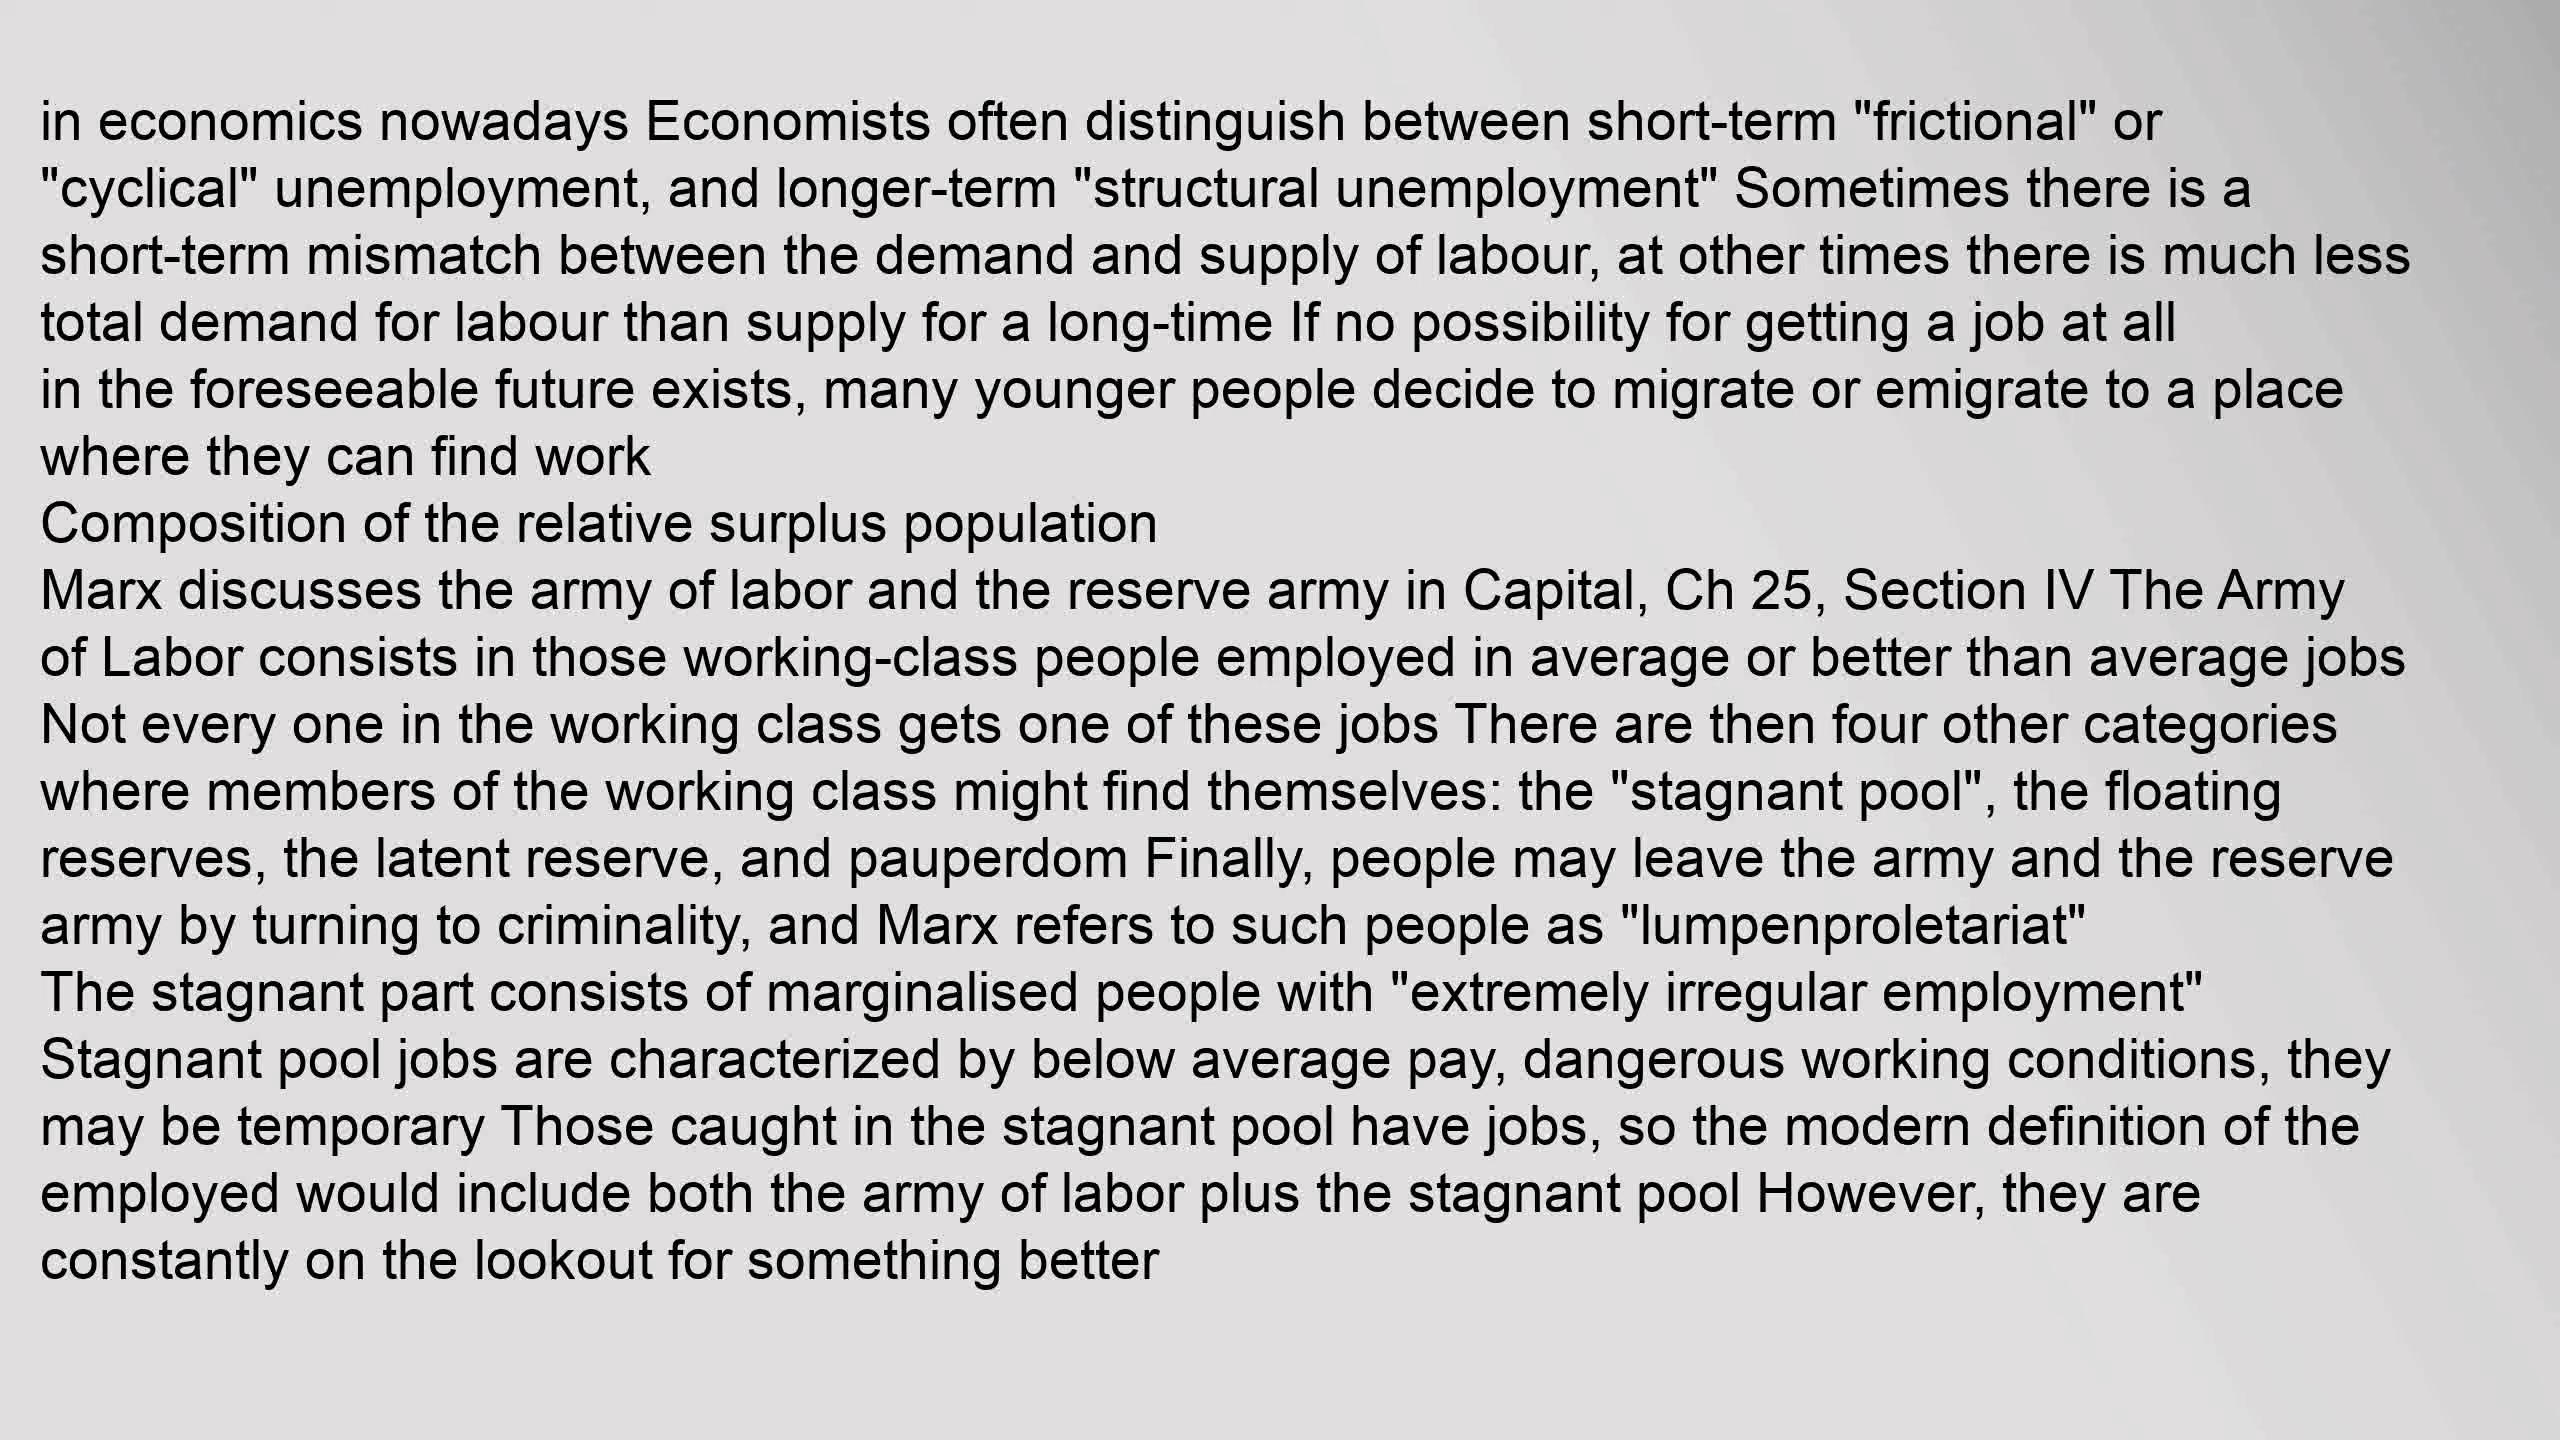 in economics nowadays Economists often distinguish between short-term "frictional" or
"cyclical" unemployment, and longer-term "structural unemployment" Sometimes there is a
short-term mismatch between the demand and supply of labour, at other times there is much less
total demand for labour than supply for a long-time If no possibility for getting a job at all
in the foreseeable future exists, many younger people decide to migrate or emigrate to a place
where they can find work
Composition of the relative surplus population
Marx discusses the army of labor and the reserve army in Capital, Ch 25, Section IV The Army
of Labor consists in those working-class people employed in average or better than average jobs
Not every one in the working class gets one of these jobs There are then four other categories
where members of the working class might find themselves: the "stagnant pool", the floating
reserves, the latent reserve, and pauperdom Finally, people may leave the army and the reserve
army by turning to criminality, and Marx refers to such people as "lumpenproletariat"
The stagnant part consists of marginalised people with "extremely irregular employment"
Stagnant pool jobs are characterized by below average pay, dangerous working conditions, they
may be temporary Those caught in the stagnant pool have jobs, so the modern definition of the
employed would include both the army of labor plus the stagnant pool However, they are
constantly on the lookout for something better